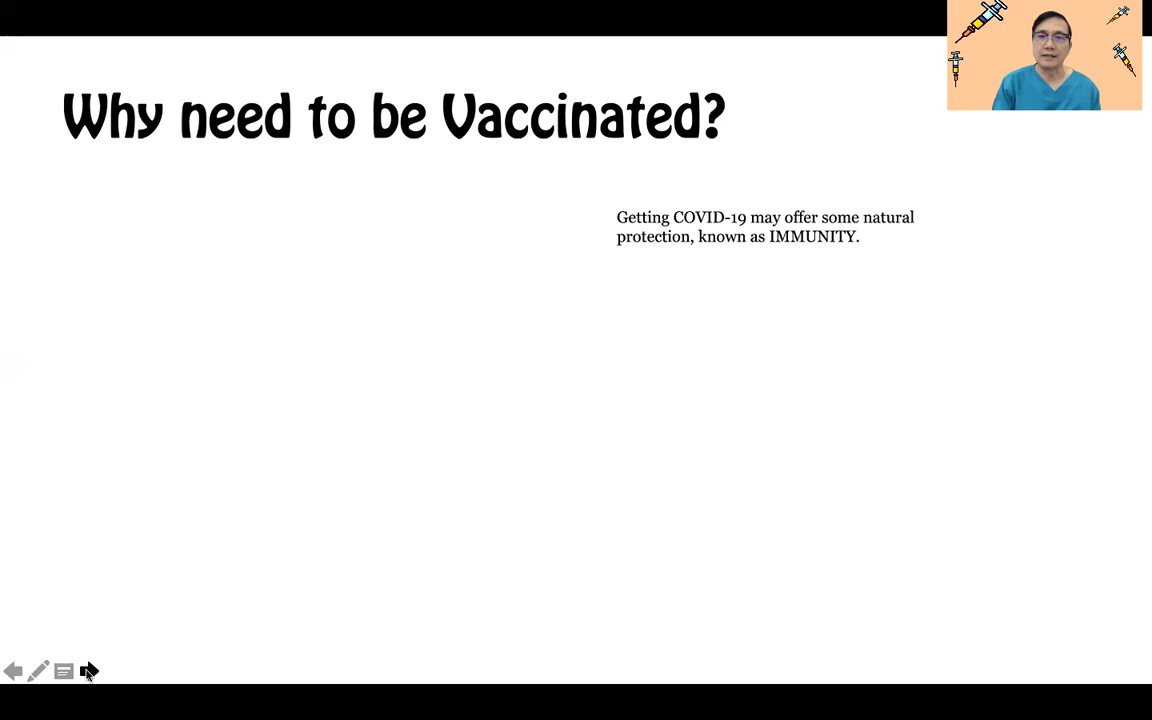 Why need to be Vaccinated?
Getting COVID-19 may offer some natural
protection, known as IMMUNITY.